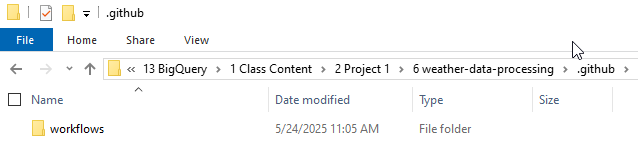 .github
File Home Share View
« 13 BigQuery > 1 Class Content > 2 Project 1 > 6 weather-data-processing > .github >
Name Date modified Type Size
workflows 5/24/2025 11:05 AM File folder